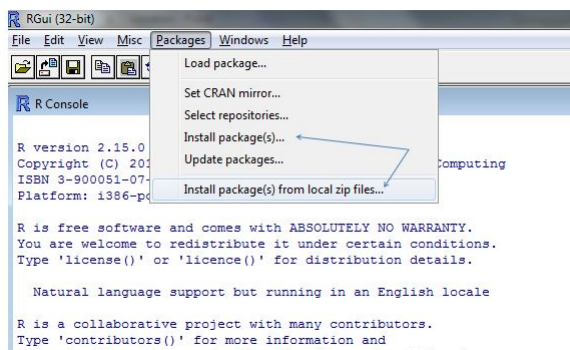 RGui (32-bit)
File Edit View Misc Packages Windows Help
Load package...
Set CRAN mirror...
Select repositories...
Install package(s)...
Update packages...
Install package(s) from local zip files...
R Console
R version 2.15.0
Copyright (C) 201 Computing
ISBN 3-900051-07-
Platform: i386-pc
R is free software and comes with ABSOLUTELY NO WARRANTY.
You are welcome to redistribute it under certain conditions.
Type 'license()' or 'licence()' for distribution details.
Natural language support but running in an English locale
R is a collaborative project with many contributors.
Type 'contributors()' for more information and